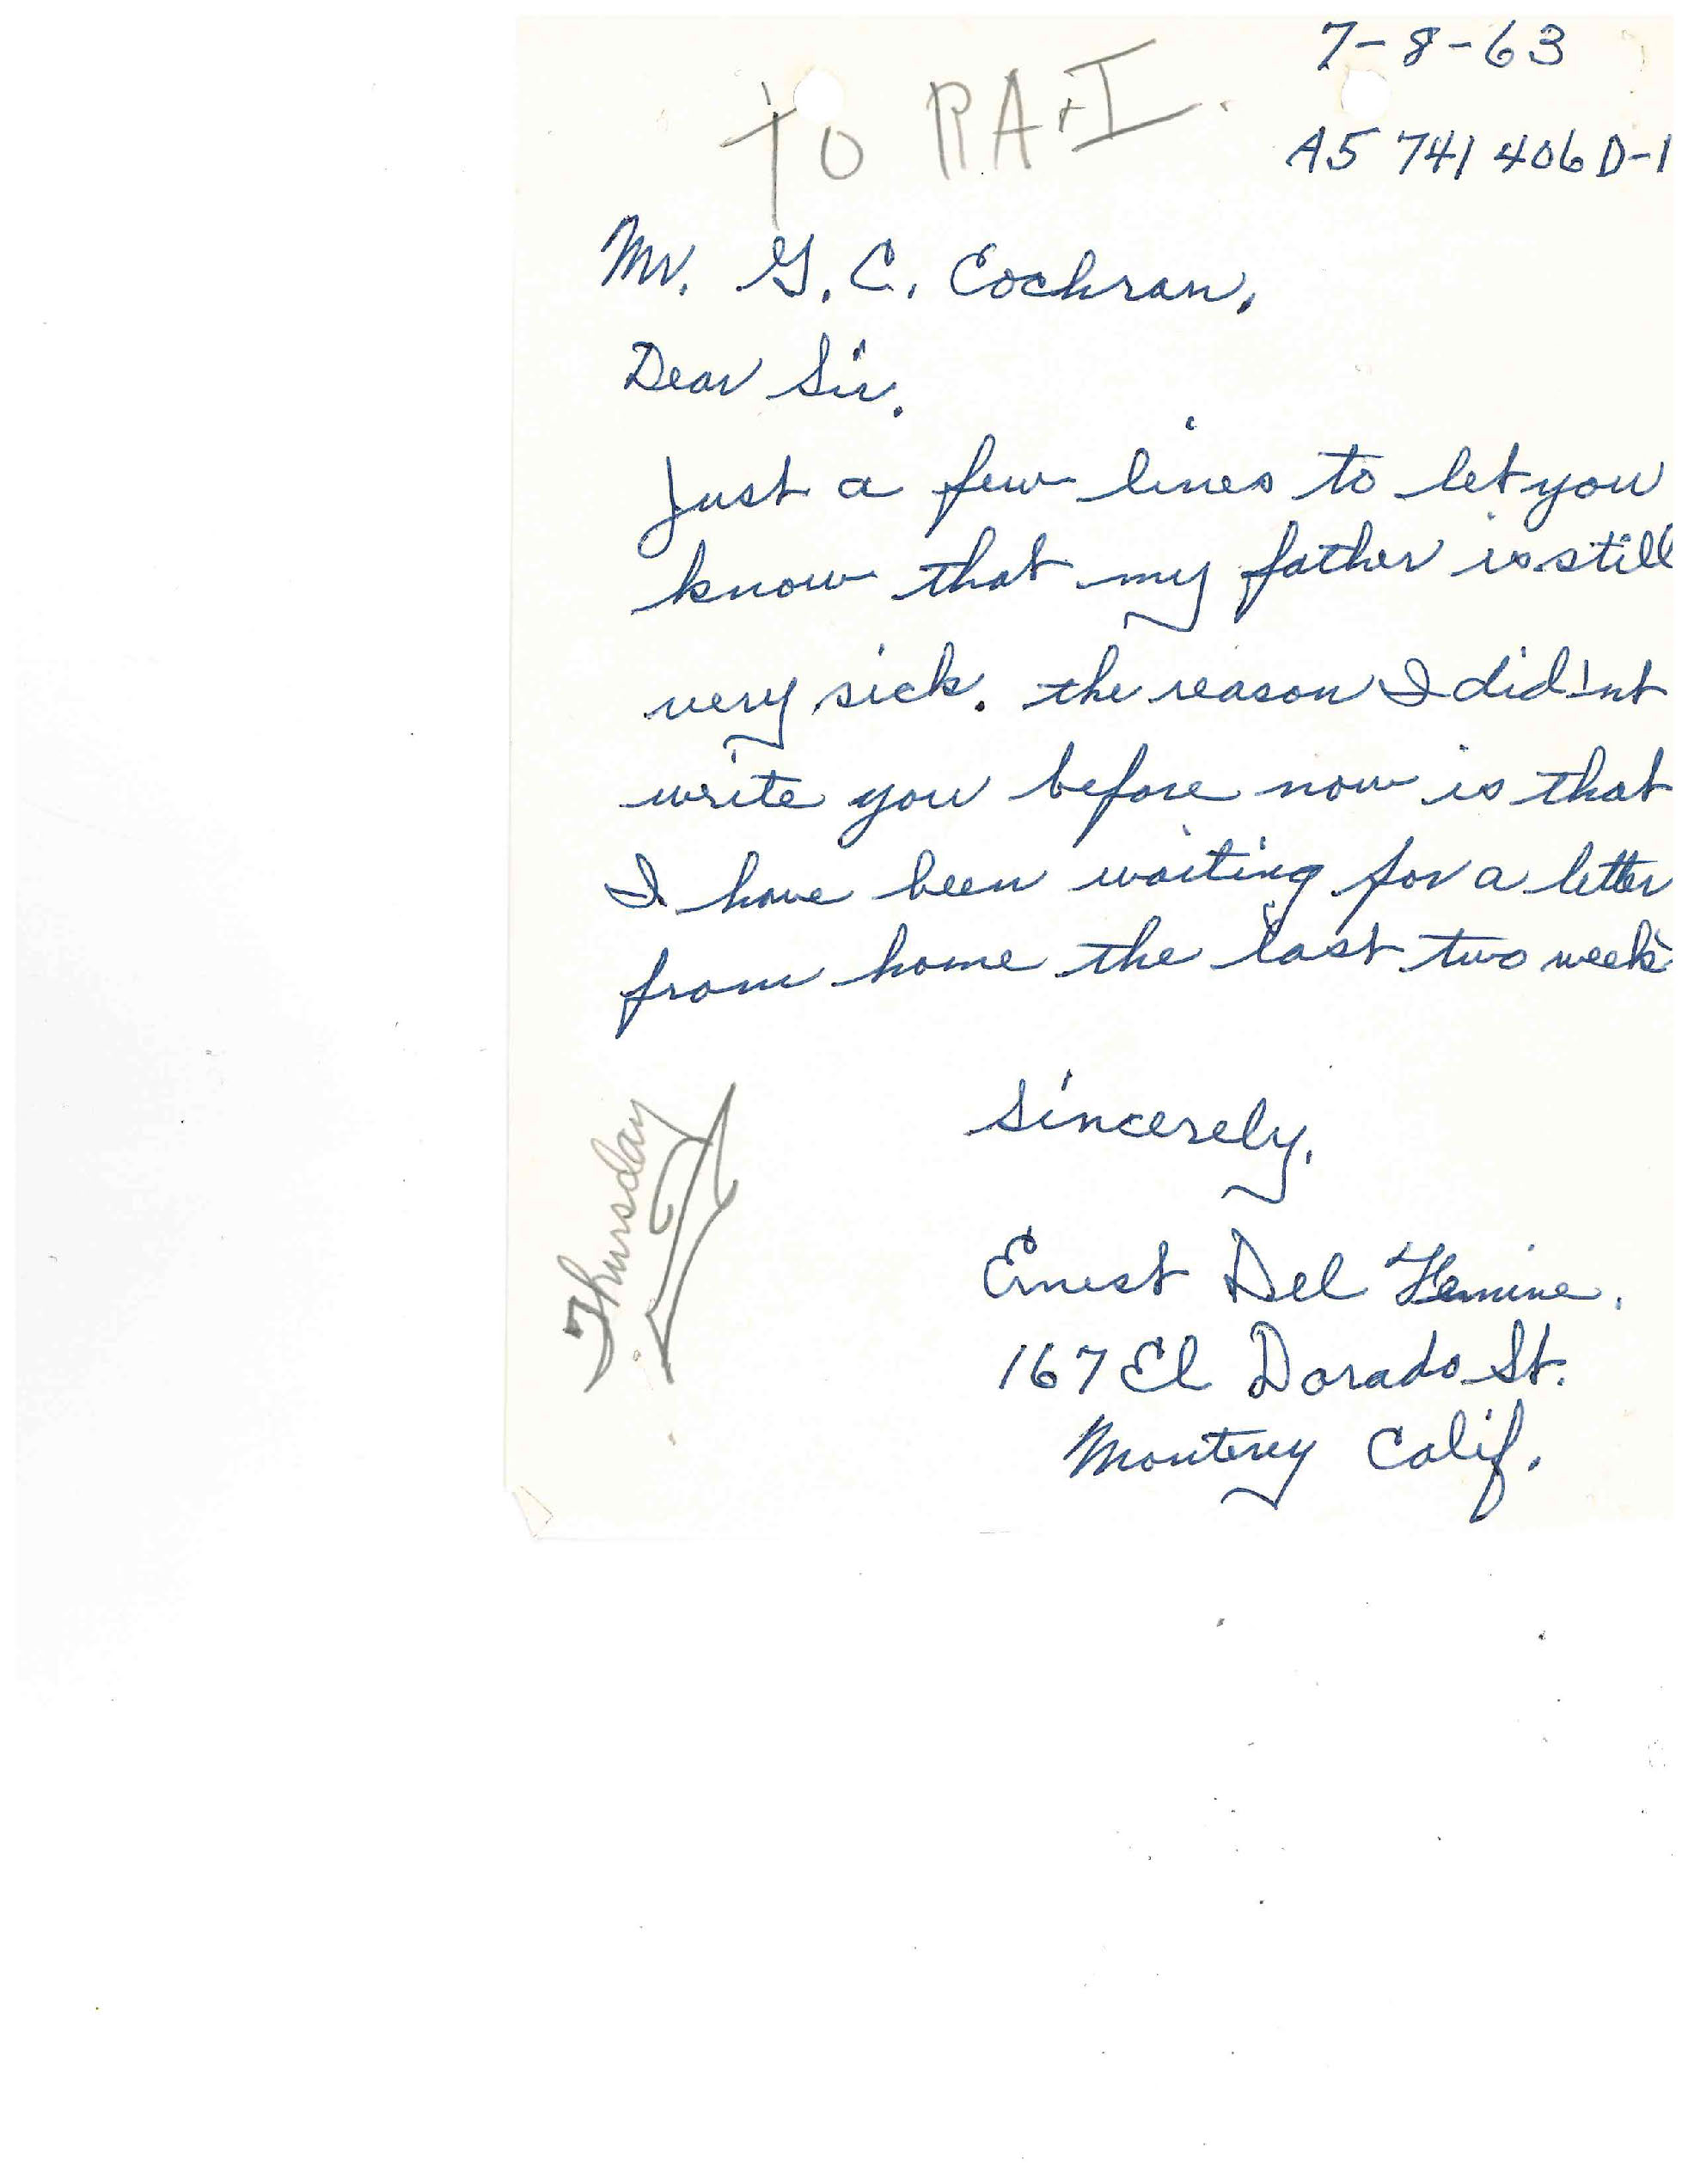 7-8-63
To RA+I.
A5 741 406 D-1
Mr. G. C. Cochran.
Dear Sir.
Just a few lines to let you
know that my father is still
very sick. the reason I did'nt
write you before now is that
I have been waiting for a letter
from home the last two weeks
Sincerely.
Thursday
Ernest Del Femine.
167 El Dorado St.
Monterey Calif.